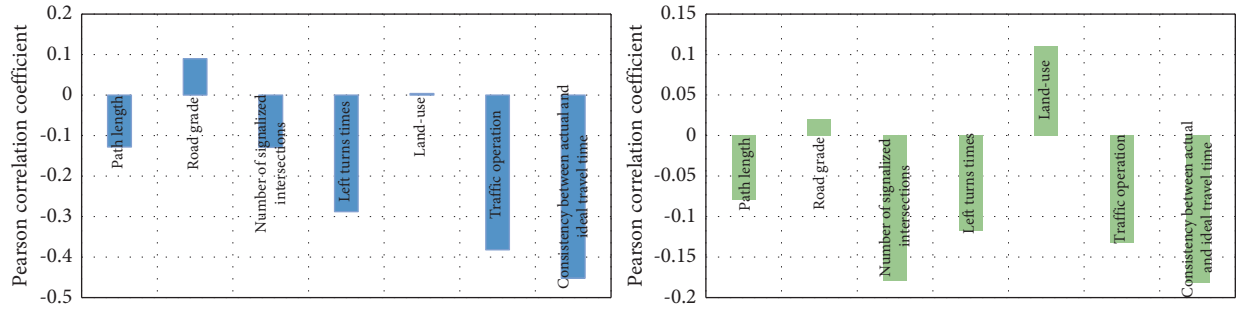 Pearson correlation coefficient
0.2
0.1
0
-0.1
-0.2
-0.3
-0.4
-0.5
Path length
Road grade
Number of signalized
intersections
Left turns times
Land-use
Traffic operation
Consistency between actual and
ideal travel time
Pearson correlation coefficient
0.15
0.1
0.05
0
-0.05
-0.1
-0.15
-0.2
Path length
Road grade
Number of signalized
intersections
Left turns times
Land-use
Traffic operation
Consistency between actual
and ideal travel time